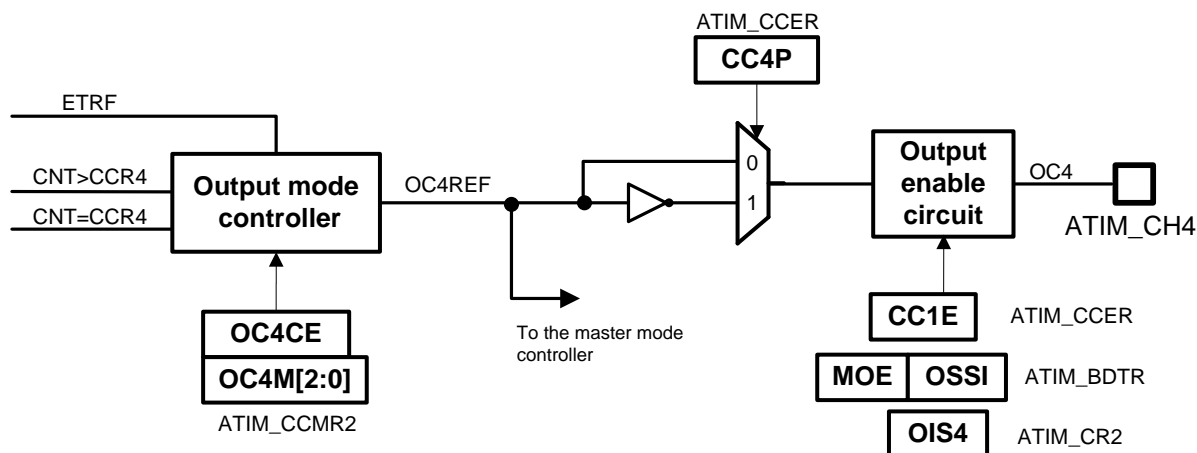 ATIM_CCER
CC4P
ETRF
CNT>CCR4
CNT=CCR4
Output mode
controller
OC4REF
0
1
Output
enable
circuit
OC4
ATIM_CH4
To the master mode
controller
OC4CE
OC4M[2:0]
ATIM_CCMR2
CC1E
ATIM_CCER
MOE
OSSI
ATIM_BDTR
OIS4
ATIM_CR2